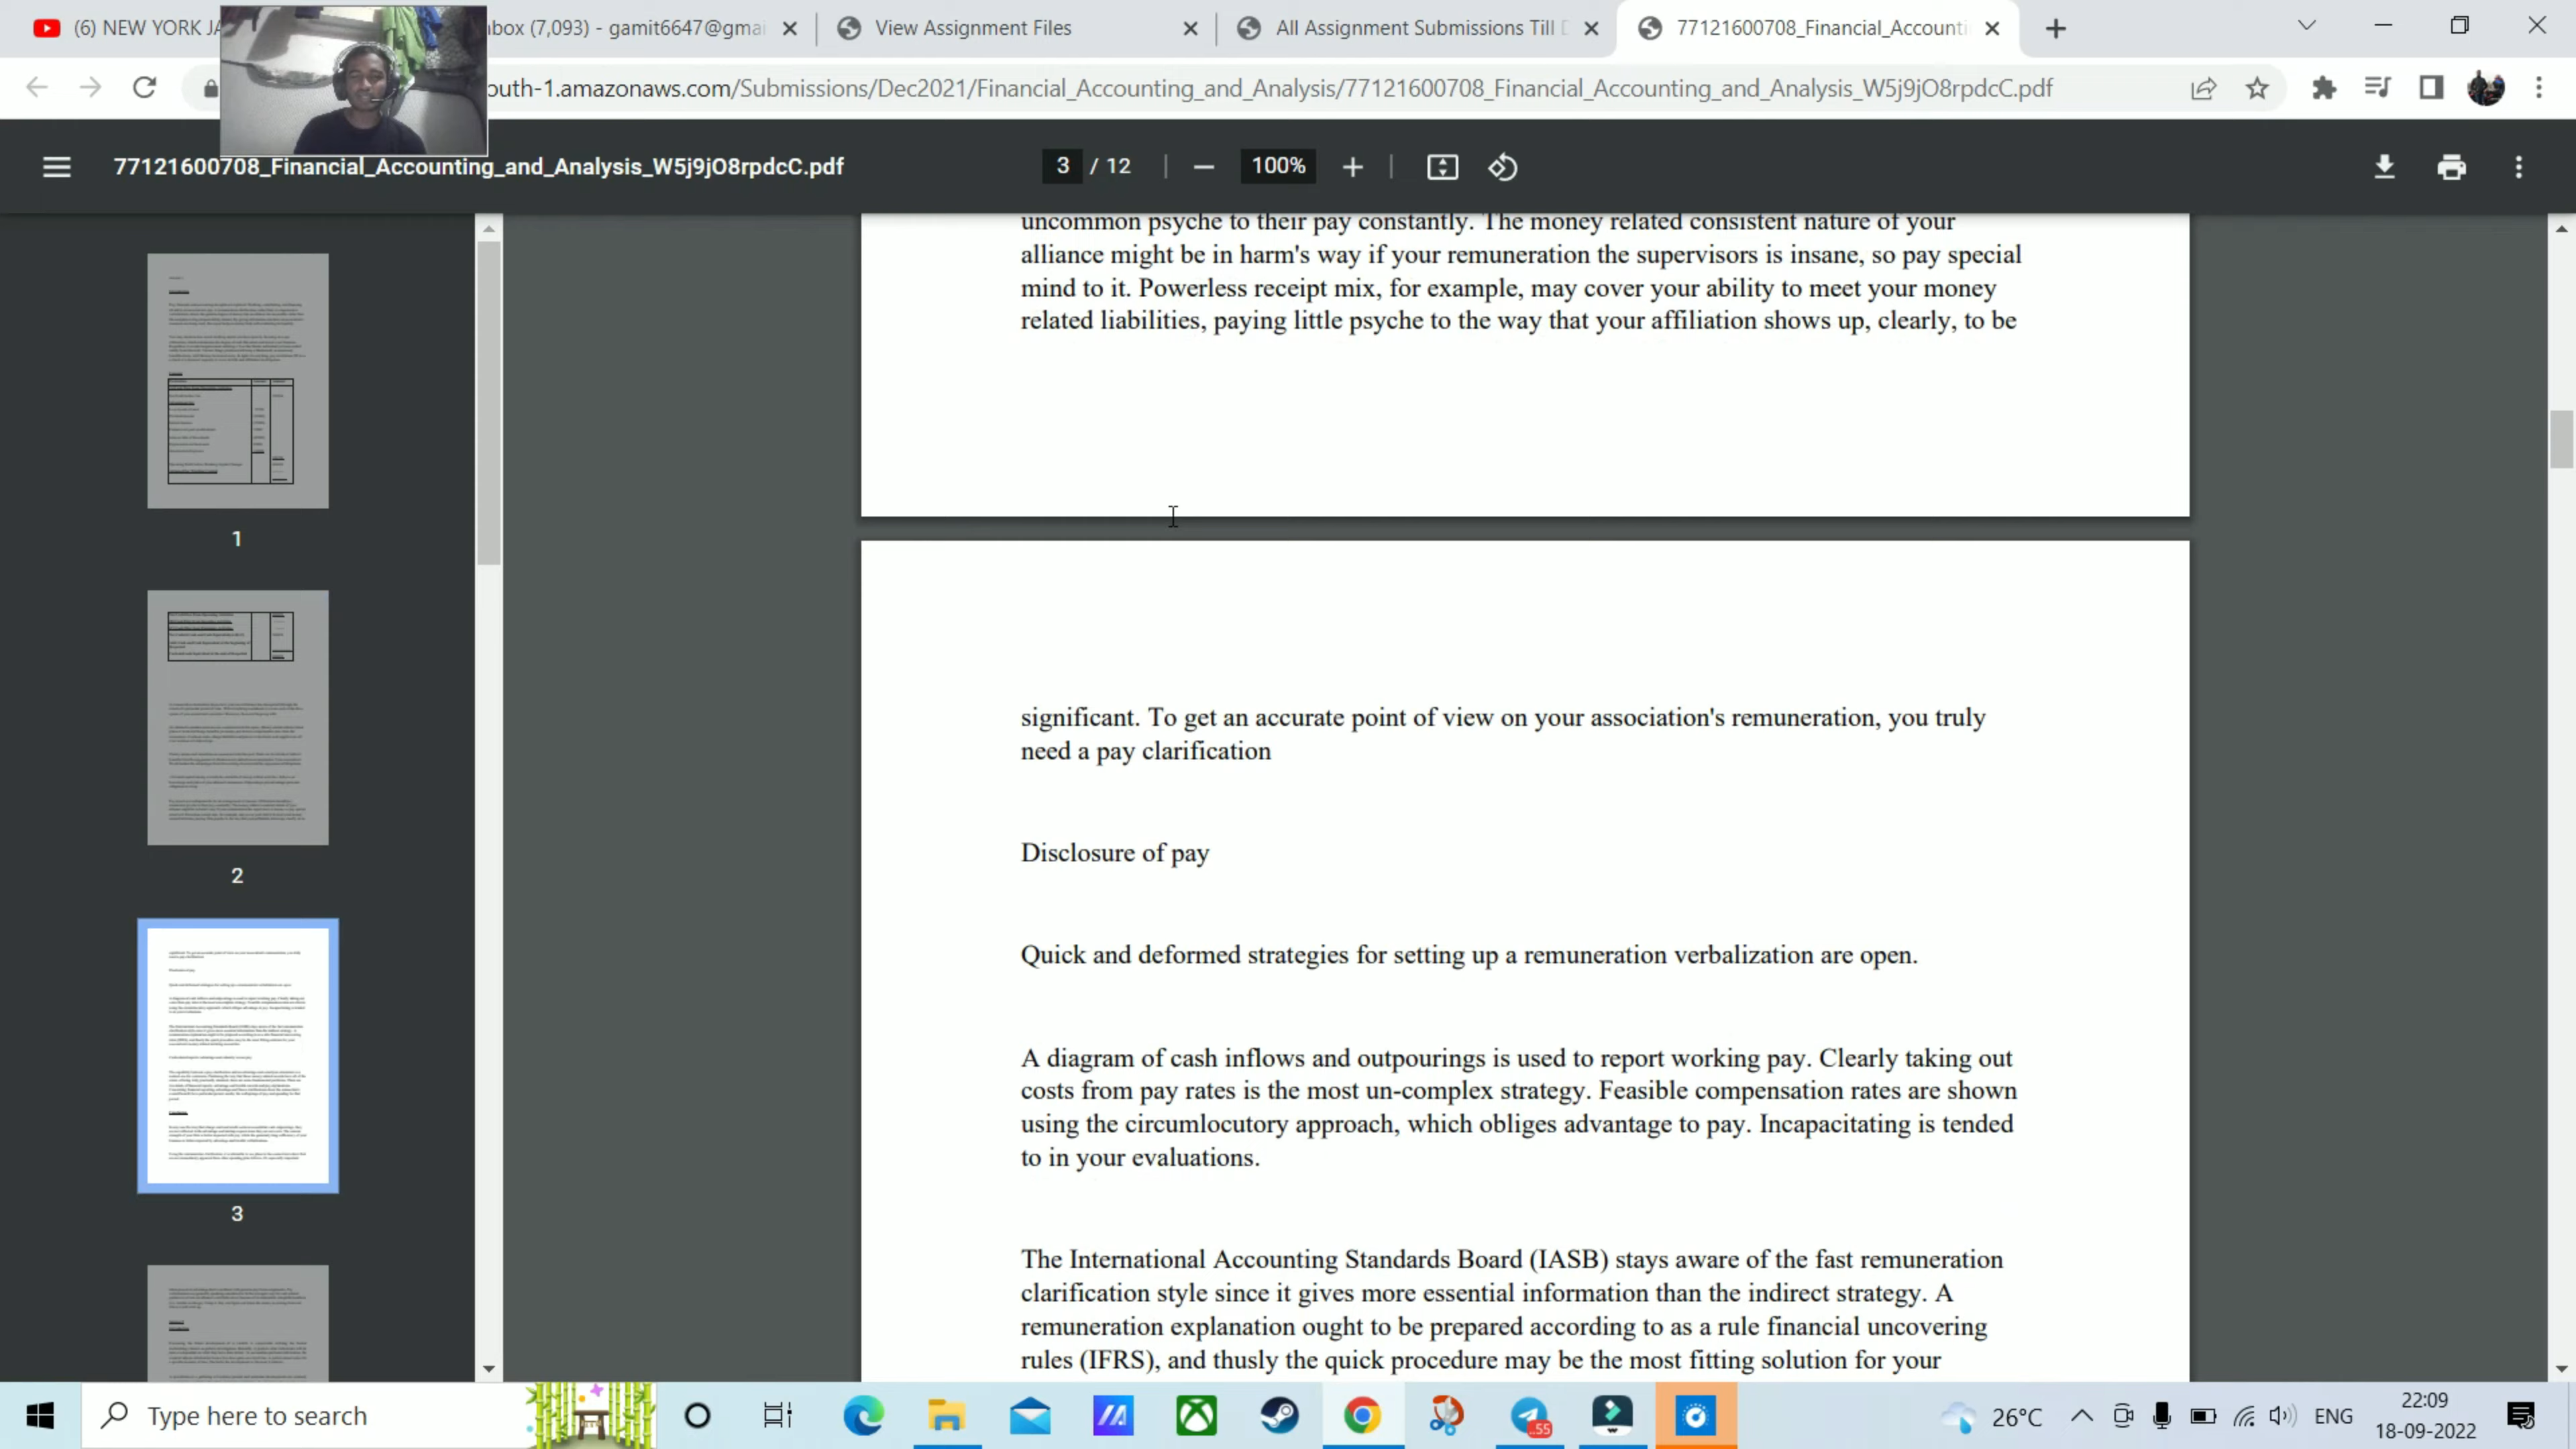 (6) NEW YORK JA
nbox (7,093) - gamit6647@gmai
View Assignment Files
All Assignment Submissions Till D
77121600708_Financial_Accounti
outh-1.amazonaws.com/Submissions/Dec2021/Financial_Accounting_and_Analysis/77121600708_Financial_Accounting_and_Analysis_W5j9jO8rpdcC.pdf
77121600708_Financial_Accounting_and_Analysis_W5j9jO8rpdcC.pdf
3 / 12
100%
1
2
3
uncommon psyche to their pay constantly. The money related consistent nature of your
alliance might be in harm's way if your remuneration the supervisors is insane, so pay special
mind to it. Powerless receipt mix, for example, may cover your ability to meet your money
related liabilities, paying little psyche to the way that your affiliation shows up, clearly, to be
significant. To get an accurate point of view on your association's remuneration, you truly
need a pay clarification
Disclosure of pay
Quick and deformed strategies for setting up a remuneration verbalization are open.
A diagram of cash inflows and outpourings is used to report working pay. Clearly taking out
costs from pay rates is the most un-complex strategy. Feasible compensation rates are shown
using the circumlocutory approach, which obliges advantage to pay. Incapacitating is tended
to in your evaluations.
The International Accounting Standards Board (IASB) stays aware of the fast remuneration
clarification style since it gives more essential information than the indirect strategy. A
remuneration explanation ought to be prepared according to as a rule financial uncovering
rules (IFRS), and thusly the quick procedure may be the most fitting solution for your
Type here to search
55
26°C
ENG
22:09
18-09-2022